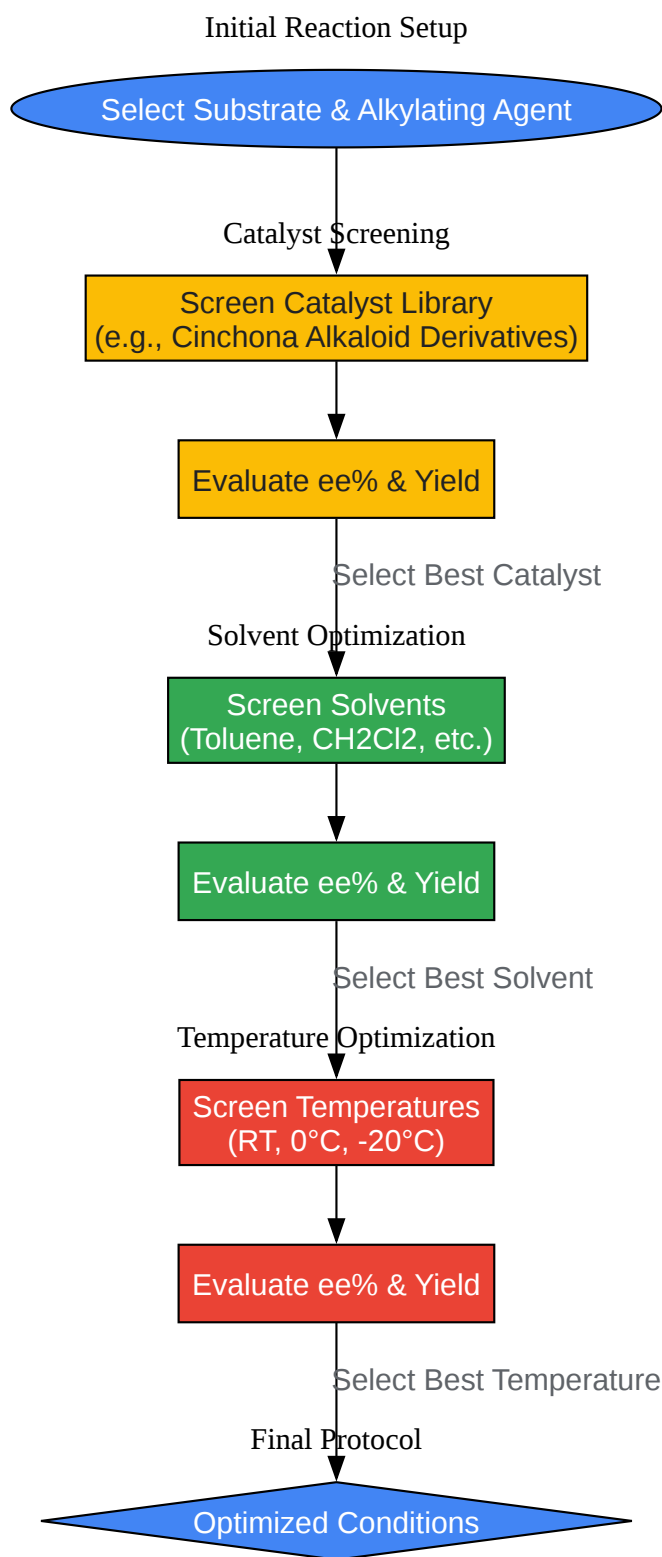 Initial Reaction Setup
Select Substrate & Alkylating Agent
Catalyst Screening
Screen Catalyst Library
(e.g., Cinchona Alkaloid Derivatives)
Evaluate ee% & Yield
Select Best Catalyst
Solvent Optimization
Screen Solvents
(Toluene, CH2Cl2, etc.)
Evaluate ee% & Yield
Select Best Solvent
Temperature Optimization
Screen Temperatures
(RT, 0°C, -20°C)
Evaluate ee% & Yield
Select Best Temperature
Final Protocol
Optimized Conditions